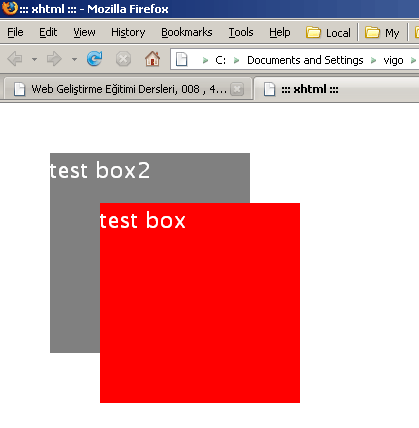 ::: xhtml ::: - Mozilla Firefox
File Edit View History Bookmarks Tools Help Local My
C: Documents and Settings vigo
Web Geliştirme Eğitimi Dersleri, 008 , 4... ::: xhtml :::
test box2
test box